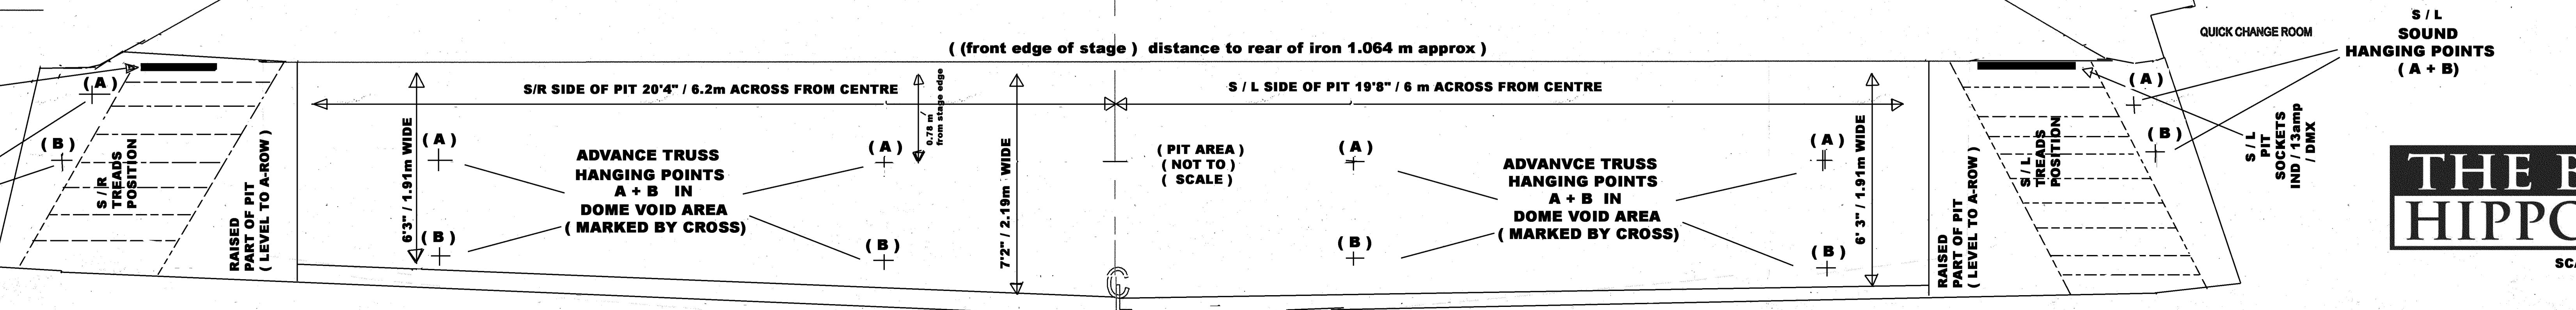 ( (front edge of stage ) distance to rear of iron 1.064 m approx )
S/R SIDE OF PIT 20'4" / 6.2m ACROSS FROM CENTRE
S / L SIDE OF PIT 19'8" / 6 m ACROSS FROM CENTRE
( A )
( B )
S / R
TREADS
POSITION
RAISED
PART OF PIT
( LEVEL TO A-ROW )
6'3" / 1.91m WIDE
( A )
( B )
ADVANCE TRUSS
HANGING POINTS
A + B IN
DOME VOID AREA
( MARKED BY CROSS)
( A )
( B )
0.78 m
from stage edge
7'2" / 2.19m WIDE
( PIT AREA )
( NOT TO )
( SCALE )
( A )
( B )
ADVANVCE TRUSS
HANGING POINTS
A + B IN
DOME VOID AREA
( MARKED BY CROSS)
( A )
( B )
6' 3" / 1.91m WIDE
RAISED
PART OF PIT
( LEVEL TO A-ROW )
S / L
TREADS
POSITION
( A )
( B )
QUICK CHANGE ROOM
S / L
SOUND
HANGING POINTS
( A + B)
S / L
PIT
SOCKETS
IND / 13amp
/ DMX
THE
HIPP